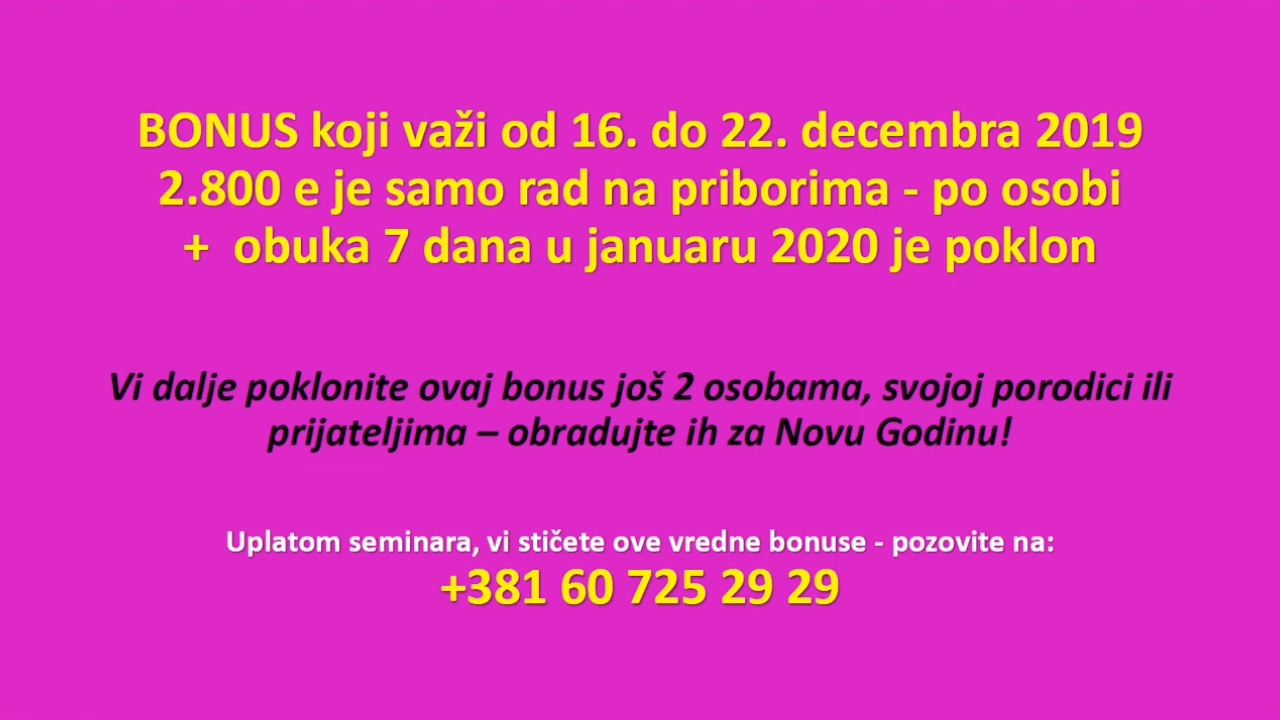 BONUS koji važi od 16. do 22. decembra 2019
2.800 e je samo rad na priborima - po osobi
+ obuka 7 dana u januaru 2020 je poklon
Vi dalje poklonite ovaj bonus još 2 osobama, svojoj porodici ili
prijateljima – obradujte ih za Novu Godinu!
Uplatom seminara, vi stičete ove vredne bonuse - pozovite na:
+381 60 725 29 29